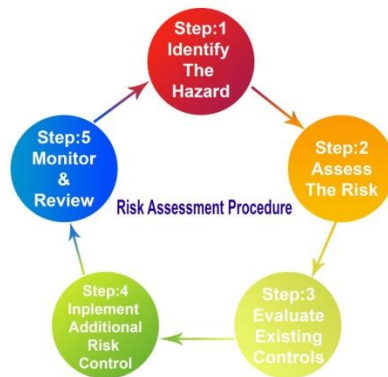 Step:1
Identify
The
Hazard
Step:2
Assess
The Risk
Step:3
Evaluate
Existing
Controls
Step:4
Inplement
Additional
Risk
Control
Step:5
Monitor
&
Review
Risk Assessment Procedure